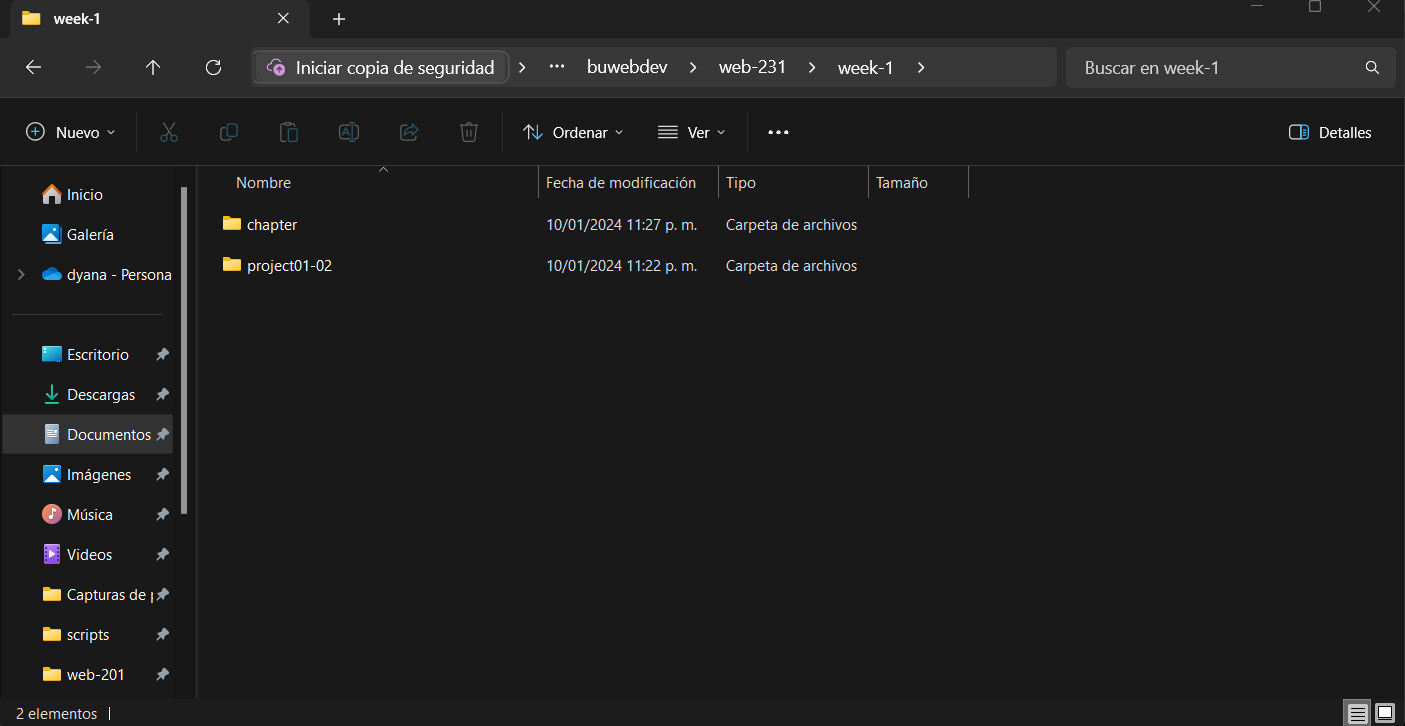 week-1
Iniciar copia de seguridad > ... buwebdev > web-231 > week-1 >
Buscar en week-1
Nuevo
Ordenar
Ver
Detalles
Inicio
Galería
dyana - Persona
Escritorio
Descargas
Documentos
Imágenes
Música
Videos
Capturas de p
scripts
web-201
Nombre Fecha de modificación Tipo Tamaño
chapter 10/01/2024 11:27 p. m. Carpeta de archivos
project01-02 10/01/2024 11:22 p. m. Carpeta de archivos
2 elementos